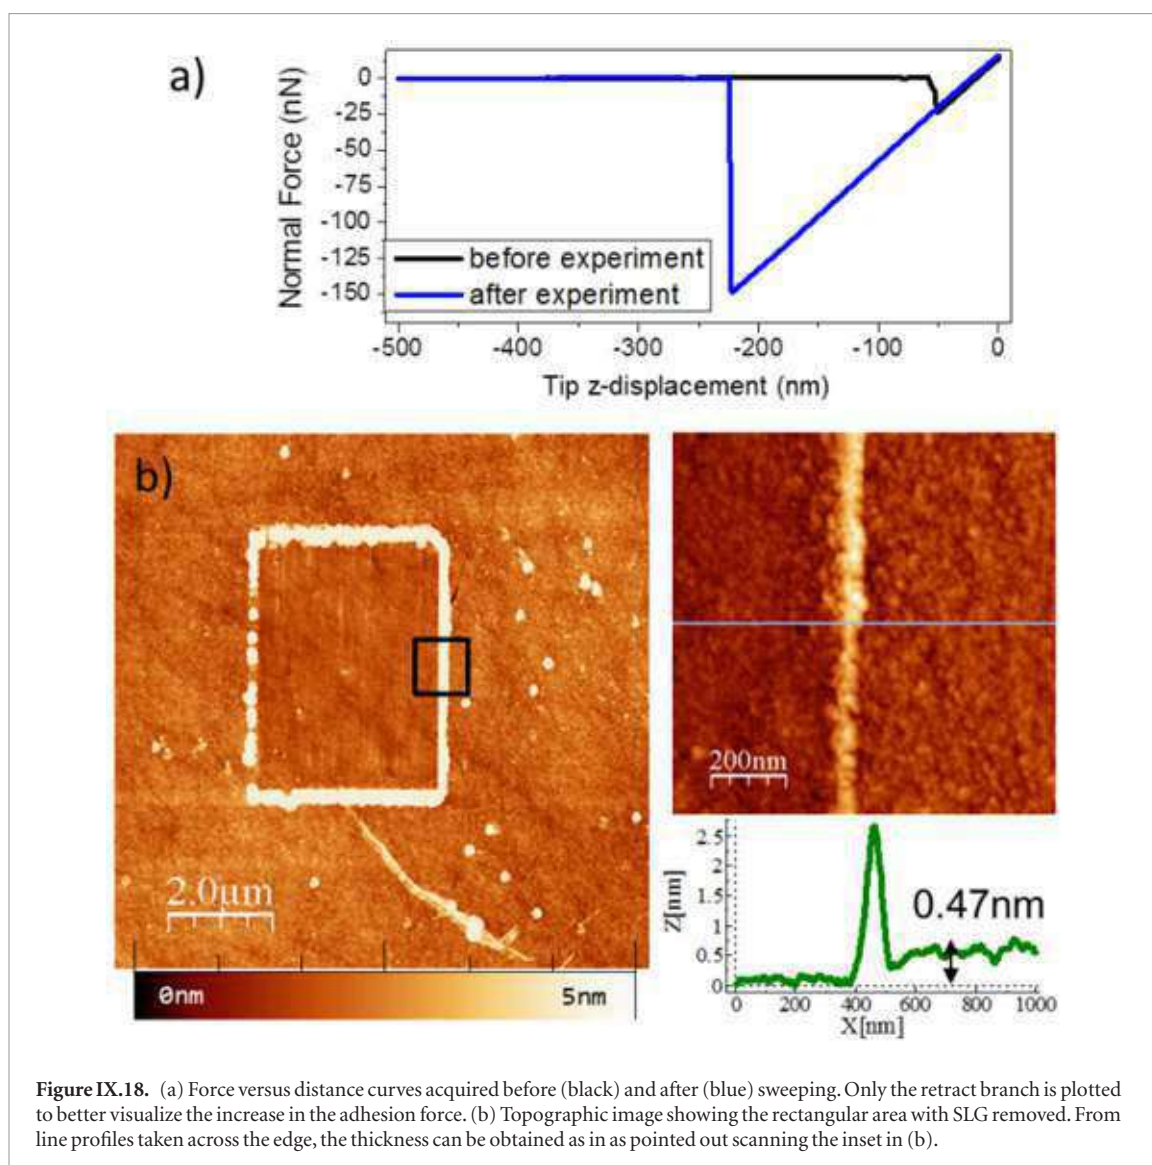 a)
Normal Force (nN)
0
-25
-50
-75
-100
-125
-150
before experiment
after experiment
-500 -400 -300 -200 -100 0
Tip z-displacement (nm)
b)
2.0µm
0nm 5nm
200nm
Z[nm]
2.5
2
1.5
1
0.5
0
0.47nm
0 200 400 600 800 1000
X[nm]
Figure IX.18. (a) Force versus distance curves acquired before (black) and after (blue) sweeping. Only the retract branch is plotted
to better visualize the increase in the adhesion force. (b) Topographic image showing the rectangular area with SLG removed. From
line profiles taken across the edge, the thickness can be obtained as in as pointed out scanning the inset in (b).